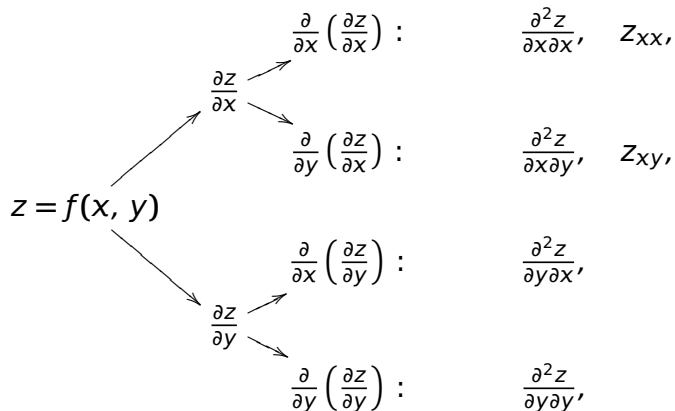 ∂/∂x (∂z/∂x) : ∂²z/∂x∂x, z_xx,
∂z/∂x
∂/∂y (∂z/∂x) : ∂²z/∂x∂y, z_xy,
z = f(x, y)
∂/∂x (∂z/∂y) : ∂²z/∂y∂x,
∂z/∂y
∂/∂y (∂z/∂y) : ∂²z/∂y∂y,